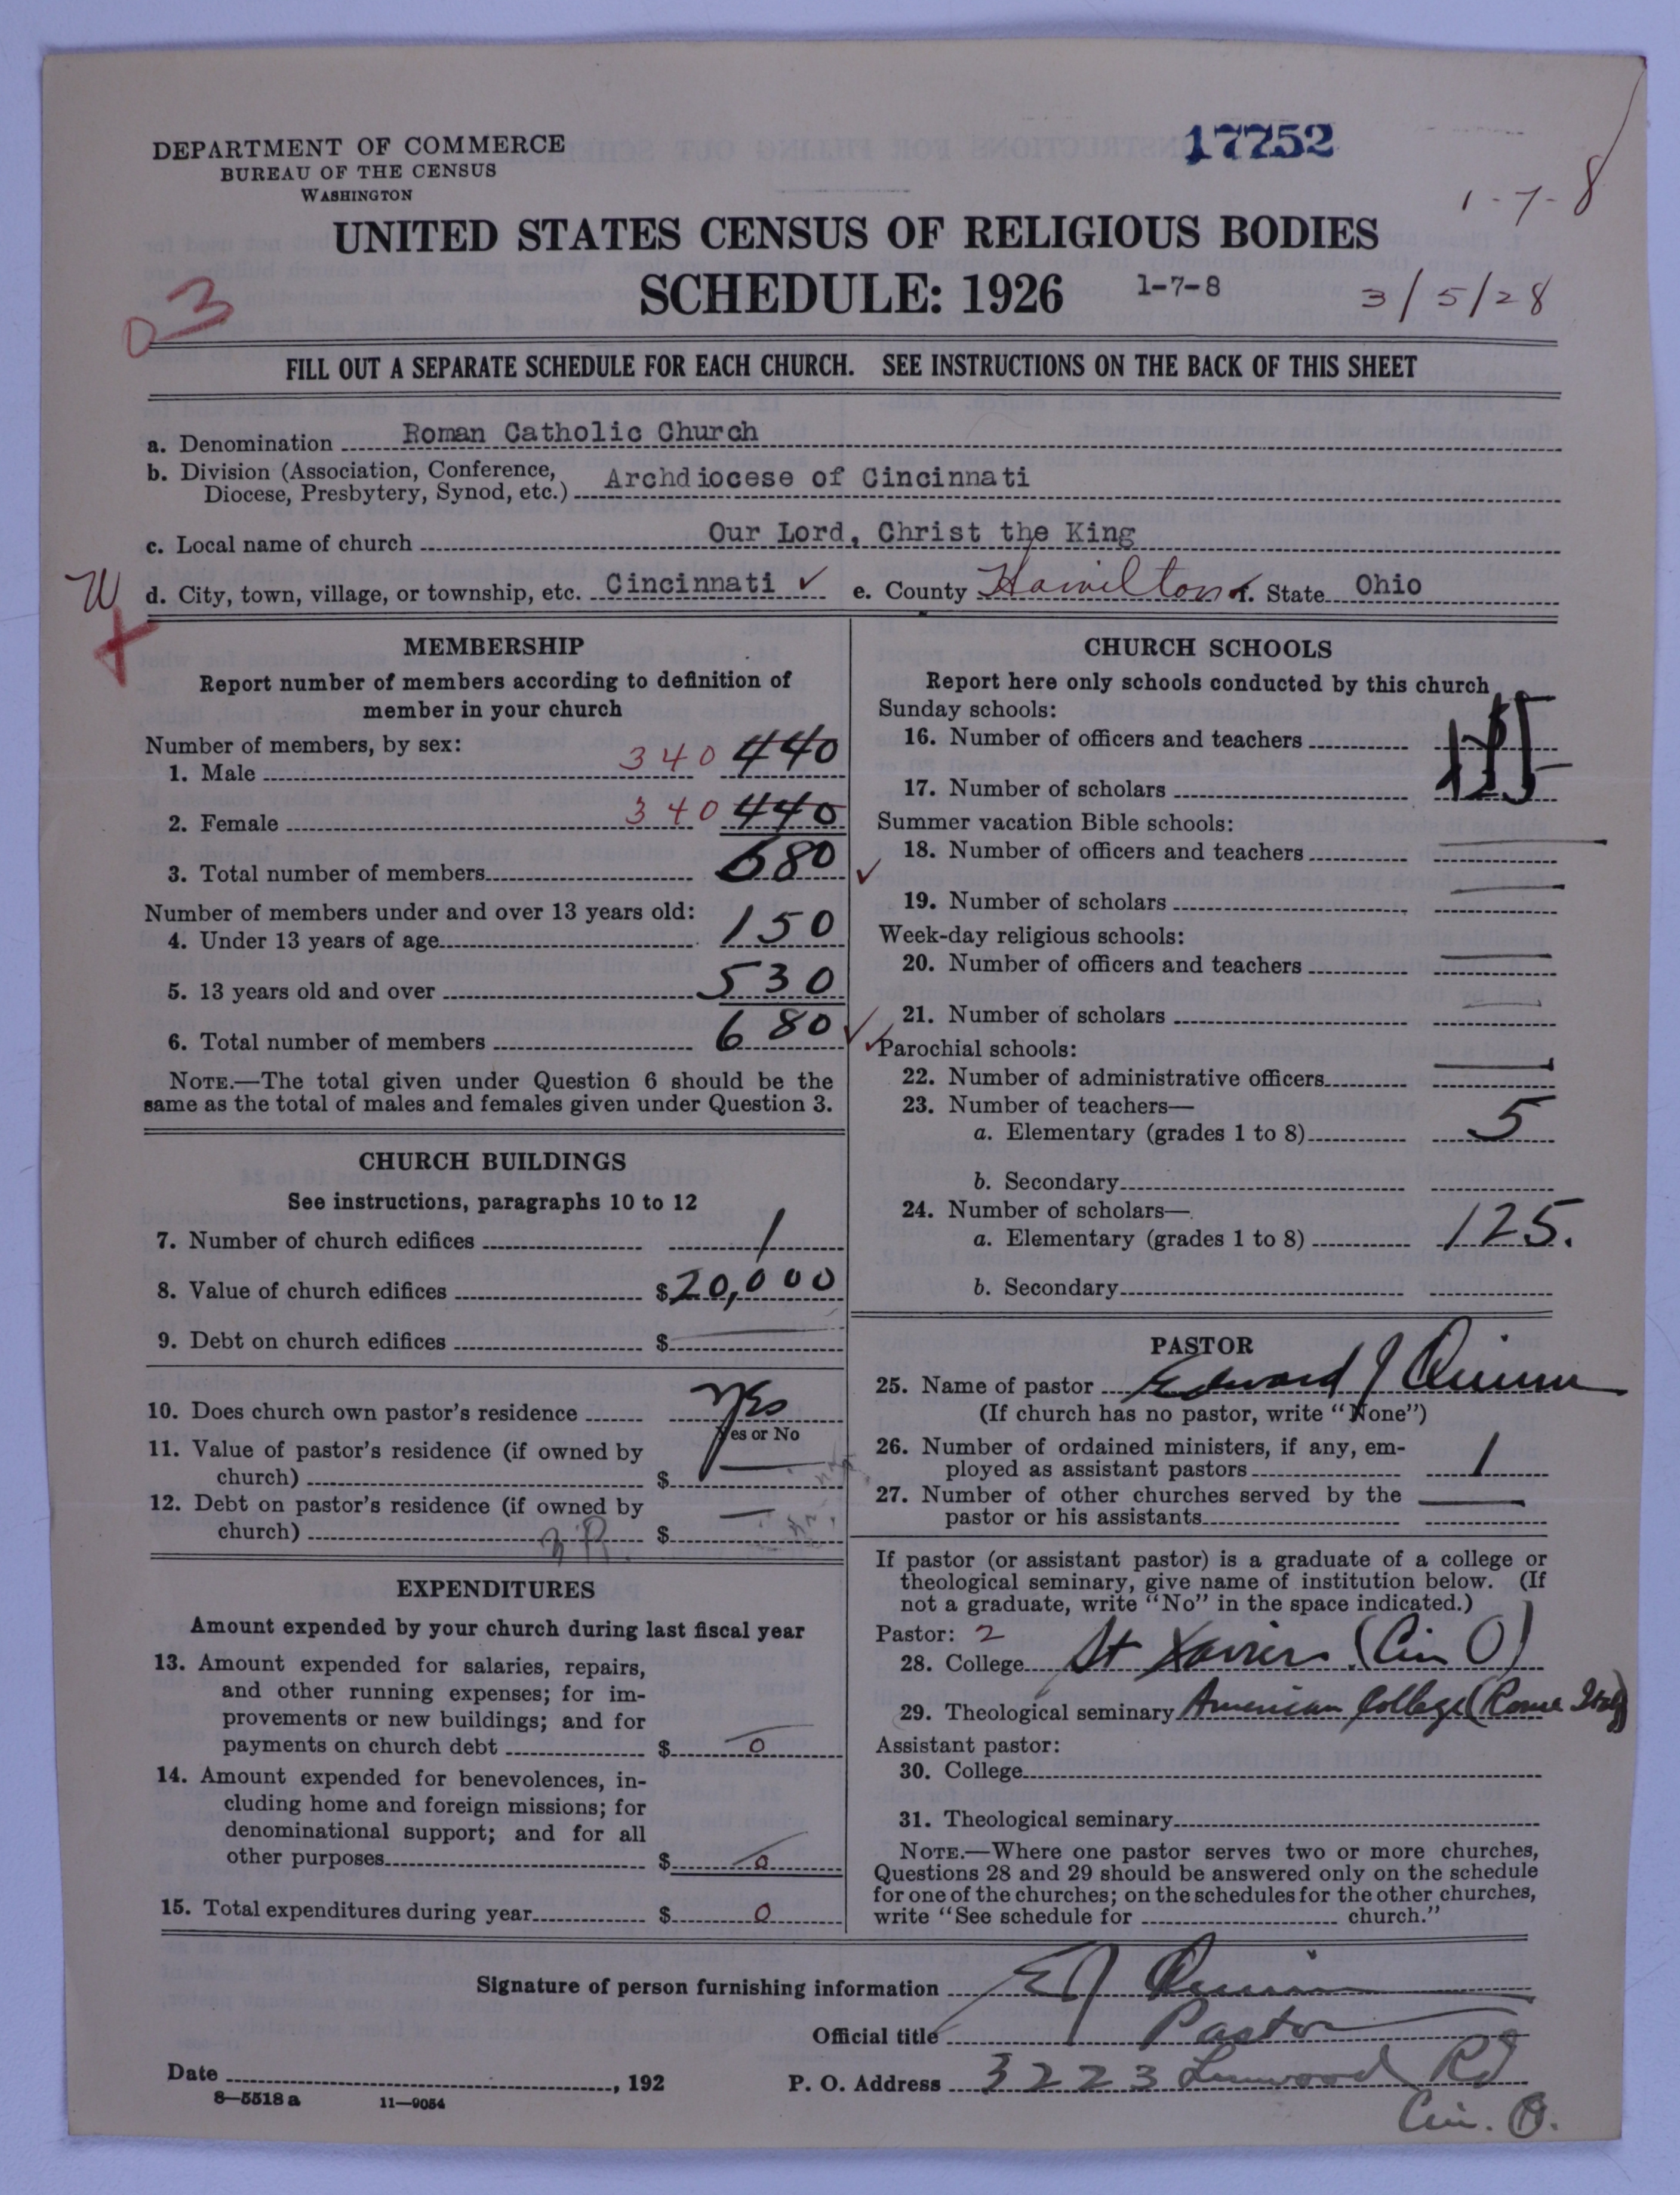 DEPARTMENT OF COMMERCE
BUREAU OF THE CENSUS
WASHINGTON
17752
1-7-8
UNITED STATES CENSUS OF RELIGIOUS BODIES
SCHEDULE: 1926
1-7-8
3/5/28
03
FILL OUT A SEPARATE SCHEDULE FOR EACH CHURCH. SEE INSTRUCTIONS ON THE BACK OF THIS SHEET
a. Denomination Roman Catholic Church
b. Division (Association, Conference,
Diocese, Presbytery, Synod, etc.) Archdiocese of Cincinnati
c. Local name of church Our Lord, Christ the King
W
d. City, town, village, or township, etc. Cincinnati ✓ e. County Hamilton f. State Ohio
MEMBERSHIP
Report number of members according to definition of
member in your church
Number of members, by sex:
1. Male 340 440
2. Female 340 440
3. Total number of members 680 ✓
Number of members under and over 13 years old:
4. Under 13 years of age 150
5. 13 years old and over 530
6. Total number of members 680 ✓
NOTE.—The total given under Question 6 should be the
same as the total of males and females given under Question 3.
CHURCH BUILDINGS
See instructions, paragraphs 10 to 12
7. Number of church edifices 1
8. Value of church edifices $20,000
9. Debt on church edifices $ —
10. Does church own pastor's residence Yes
Yes or No
11. Value of pastor's residence (if owned by
church) $ —
12. Debt on pastor's residence (if owned by
church) $ —
EXPENDITURES
Amount expended by your church during last fiscal year
13. Amount expended for salaries, repairs,
and other running expenses; for im-
provements or new buildings; and for
payments on church debt $ 0
14. Amount expended for benevolences, in-
cluding home and foreign missions; for
denominational support; and for all
other purposes $ 0
15. Total expenditures during year $ 0
CHURCH SCHOOLS
Report here only schools conducted by this church
Sunday schools:
16. Number of officers and teachers
17. Number of scholars
Summer vacation Bible schools:
18. Number of officers and teachers —
19. Number of scholars —
Week-day religious schools:
20. Number of officers and teachers —
21. Number of scholars —
✓ Parochial schools:
22. Number of administrative officers —
23. Number of teachers—
a. Elementary (grades 1 to 8) 5
b. Secondary
24. Number of scholars—
a. Elementary (grades 1 to 8) 125.
b. Secondary
PASTOR
25. Name of pastor Edward J Quinn
(If church has no pastor, write "None")
26. Number of ordained ministers, if any, em-
ployed as assistant pastors 1
27. Number of other churches served by the
pastor or his assistants —
If pastor (or assistant pastor) is a graduate of a college or
theological seminary, give name of institution below. (If
not a graduate, write "No" in the space indicated.)
Pastor: 2
28. College St Xaviers (Cin O)
29. Theological seminary American College (Rome Italy)
Assistant pastor:
30. College
31. Theological seminary
NOTE.—Where one pastor serves two or more churches,
Questions 28 and 29 should be answered only on the schedule
for one of the churches; on the schedules for the other churches,
write "See schedule for church."
Signature of person furnishing information E J Quinn
Official title Pastor
Date , 192 P. O. Address 3223 Linwood Rd
Cin. O.
8—5518 a 11—9054